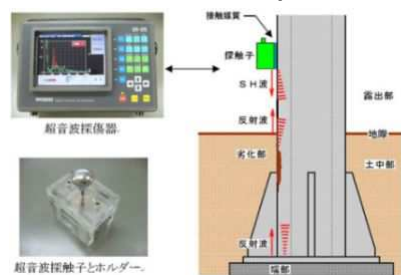 接触媒質
探触子
SH波
露出部
反射波
地際
劣化部
土中部
反射波
端部
超音波探傷器
超音波探触子とホルダー